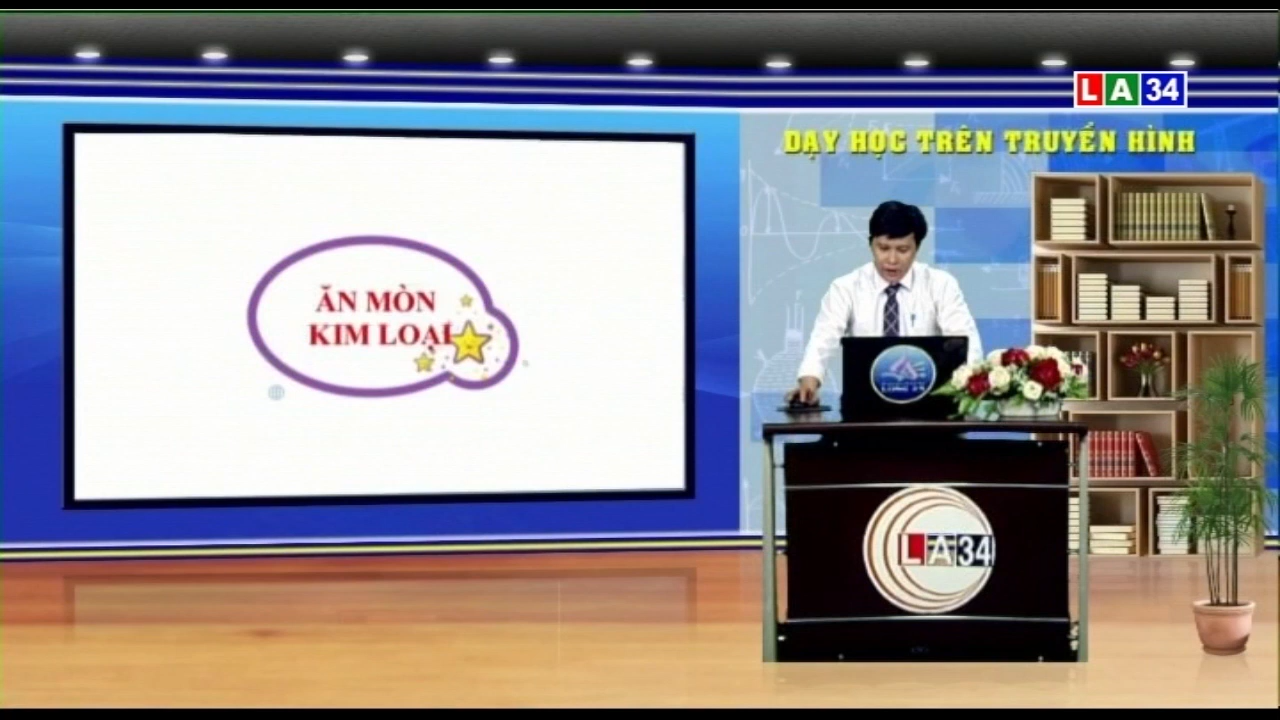 LA34
DẠY HỌC TRÊN TRUYỀN HÌNH
ĂN MÒN
KIM LOẠI
LA34